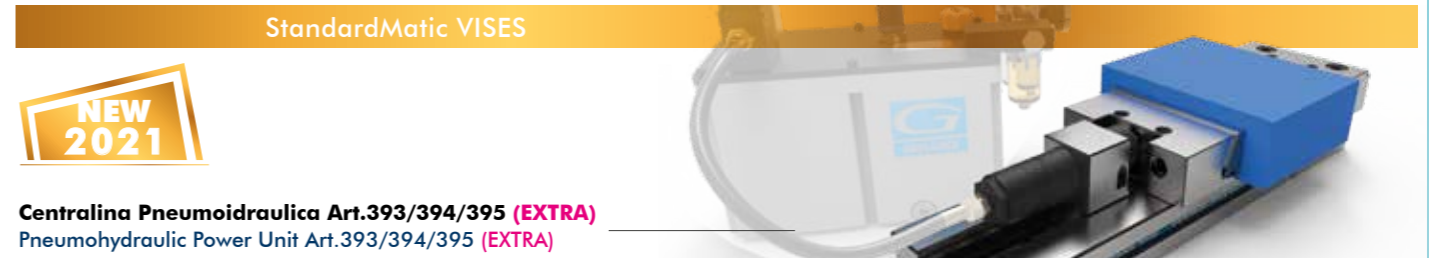 StandardMatic VISES
NEW
2021
Centralina Pneumoidraulica Art.393/394/395 (EXTRA)
Pneumohydraulic Power Unit Art.393/394/395 (EXTRA)